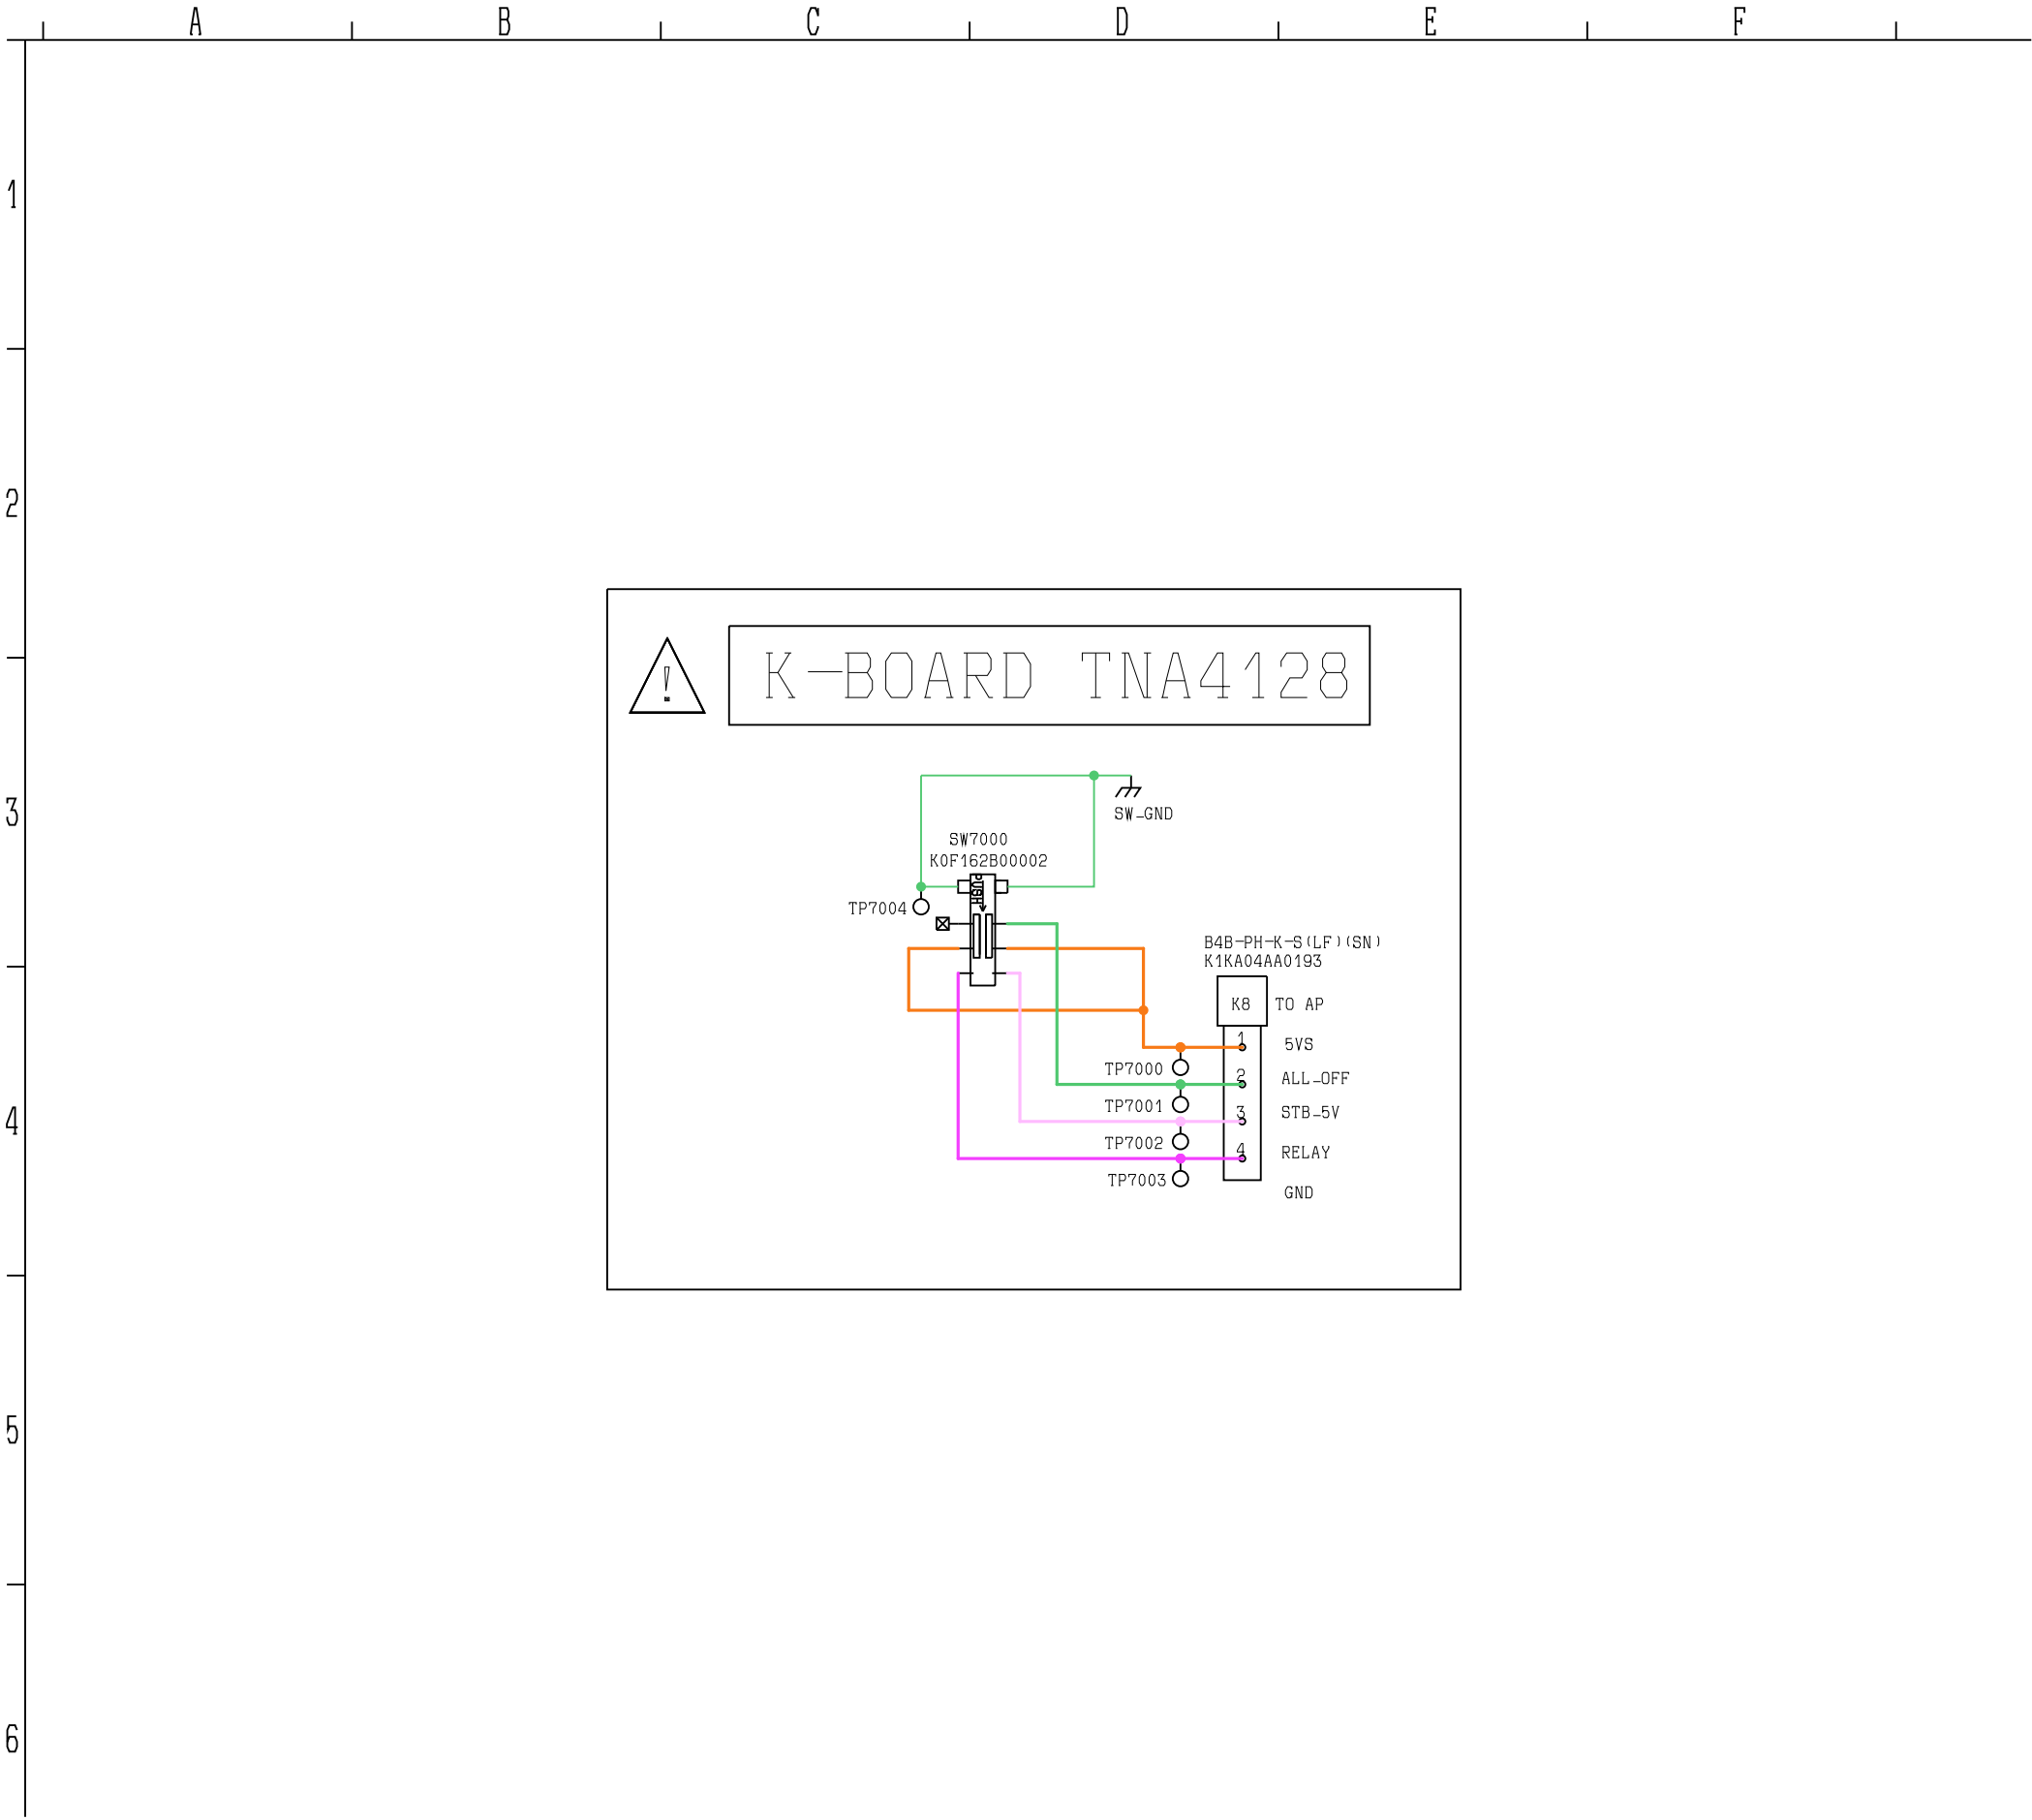 A B C D E F
1
2
3
4
5
6
! K-BOARD TNA4128
SW_GND
SW7000
K0F162B00002
PUSH
TP7004
B4B-PH-K-S(LF)(SN)
K1KA04AA0193
K8 TO AP
1 5VS
TP7000
2 ALL_OFF
TP7001
3 STB_5V
TP7002
4 RELAY
TP7003
GND